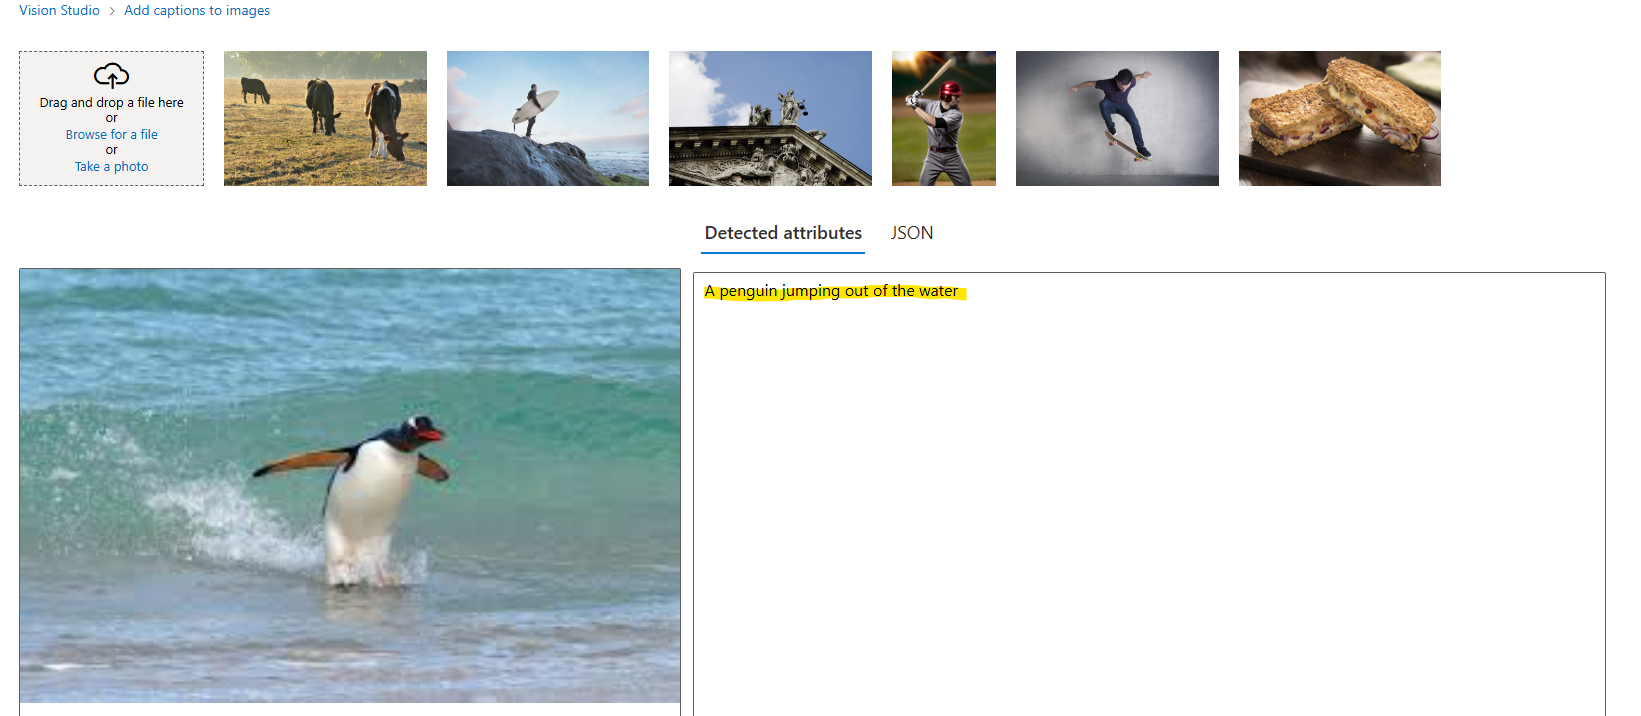 Vision Studio > Add captions to images
Drag and drop a file here
or
Browse for a file
or
Take a photo
Detected attributes JSON
A penguin jumping out of the water